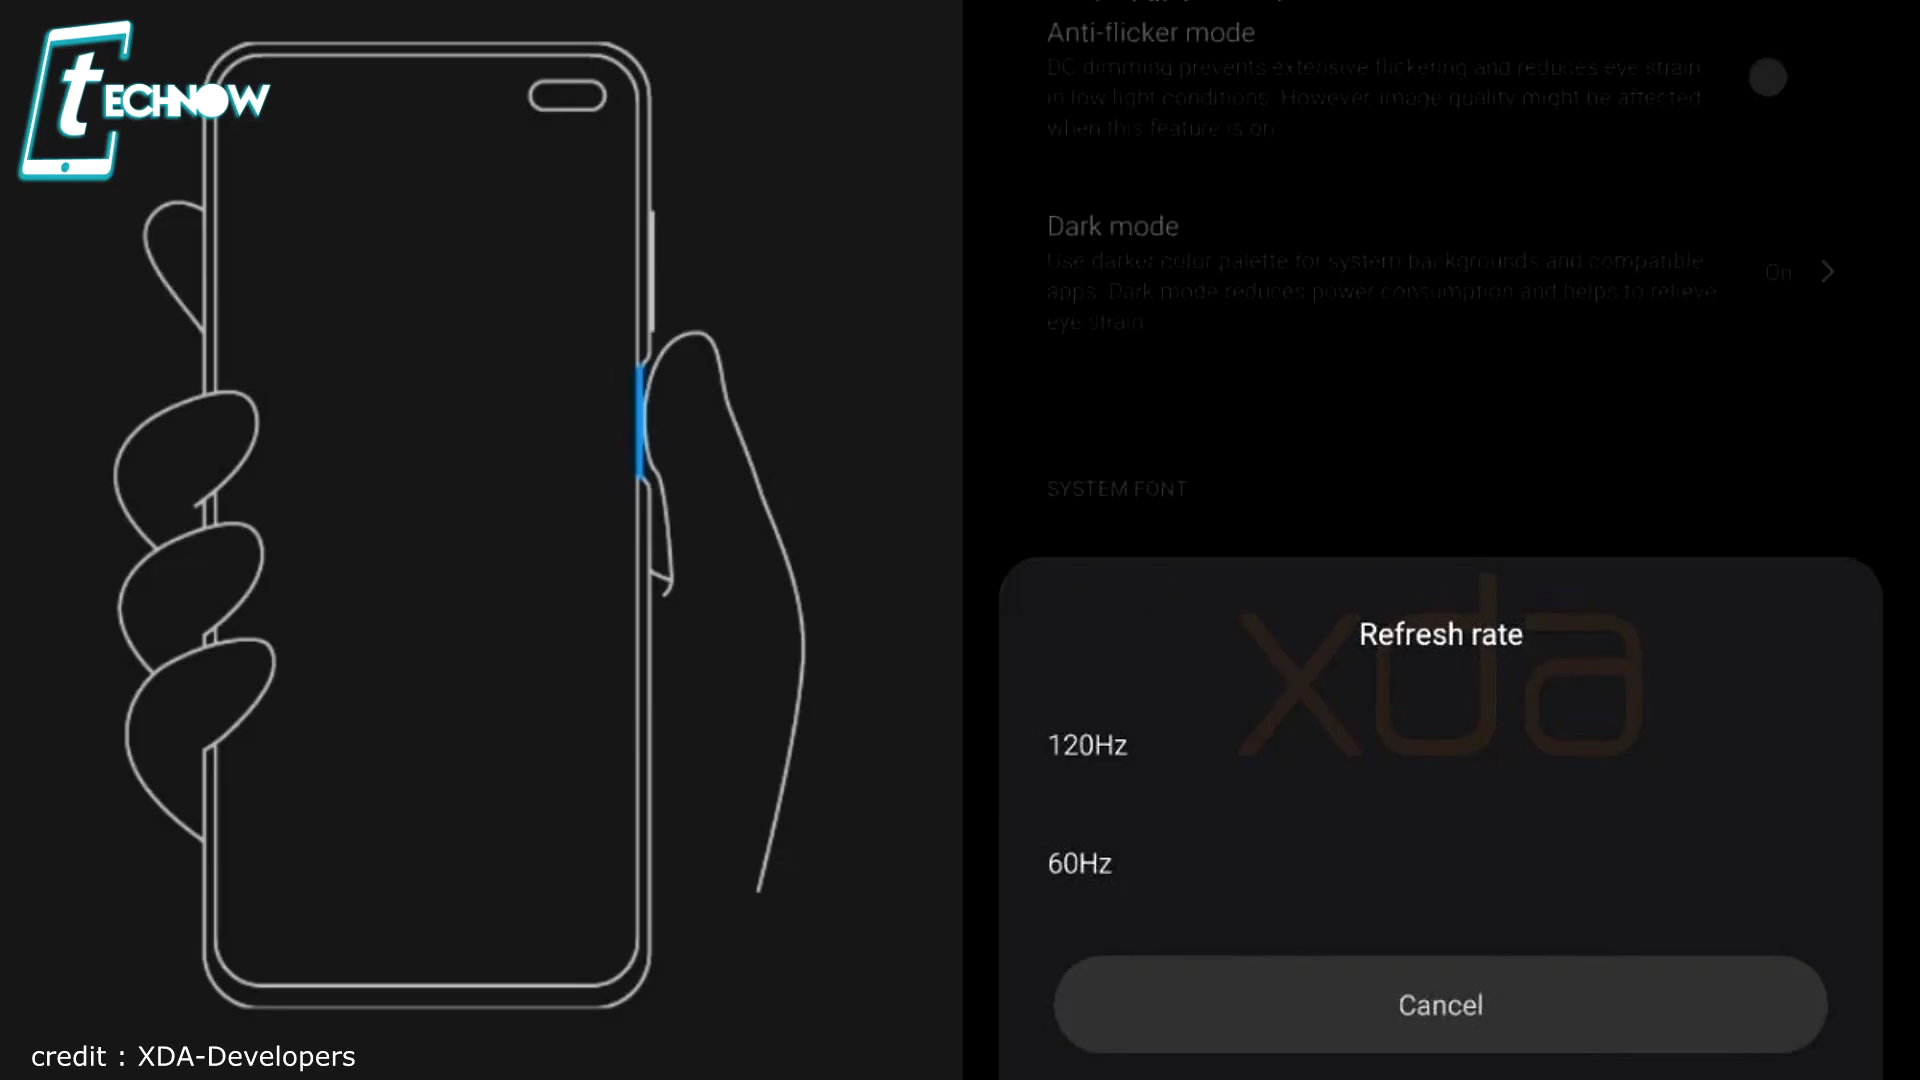 tECHNOW
Anti-flicker mode
DC dimming prevents extensive flickering and reduces eye strain
in low light conditions. However, image quality might be affected
when this feature is on.
Dark mode
Use darker color palette for system backgrounds and compatible
apps. Dark mode reduces power consumption and helps to relieve
eye strain.
On
SYSTEM FONT
xda
Refresh rate
120Hz
60Hz
Cancel
credit : XDA-Developers